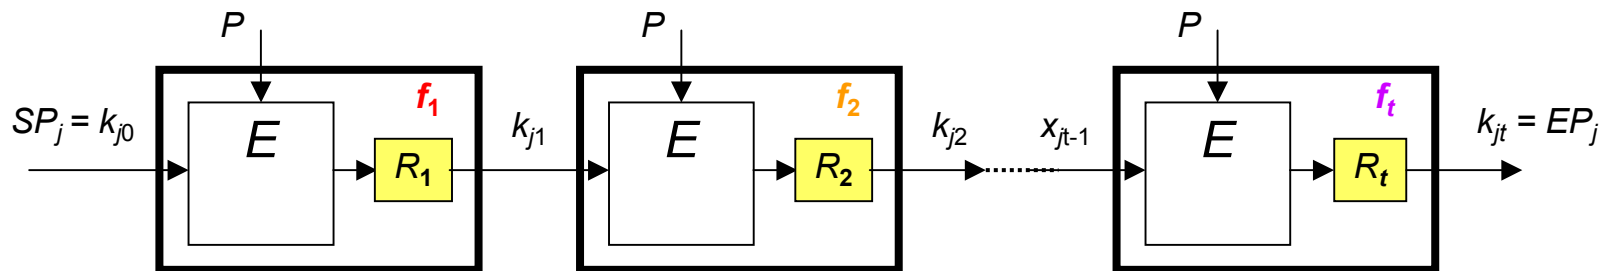 P P P
f₁ f₂ fₜ
SPⱼ = kⱼ₀ E R₁ kⱼ₁ E R₂ kⱼ₂ xⱼₜ₋₁ E Rₜ kⱼₜ = EPⱼ